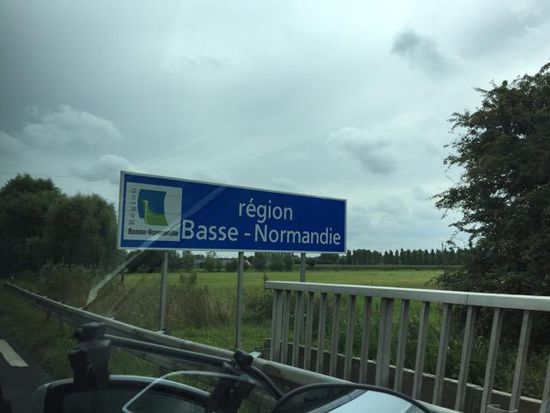 Région
Basse-Normandie
région
Basse - Normandie